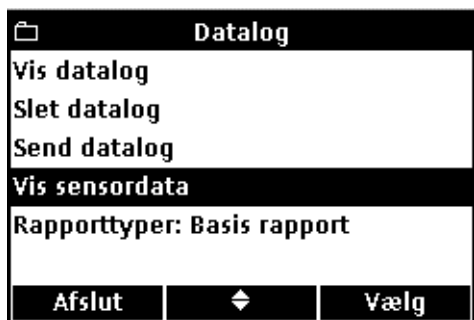 Datalog
Vis datalog
Slet datalog
Send datalog
Vis sensordata
Rapporttyper: Basis rapport
Afslut Vælg